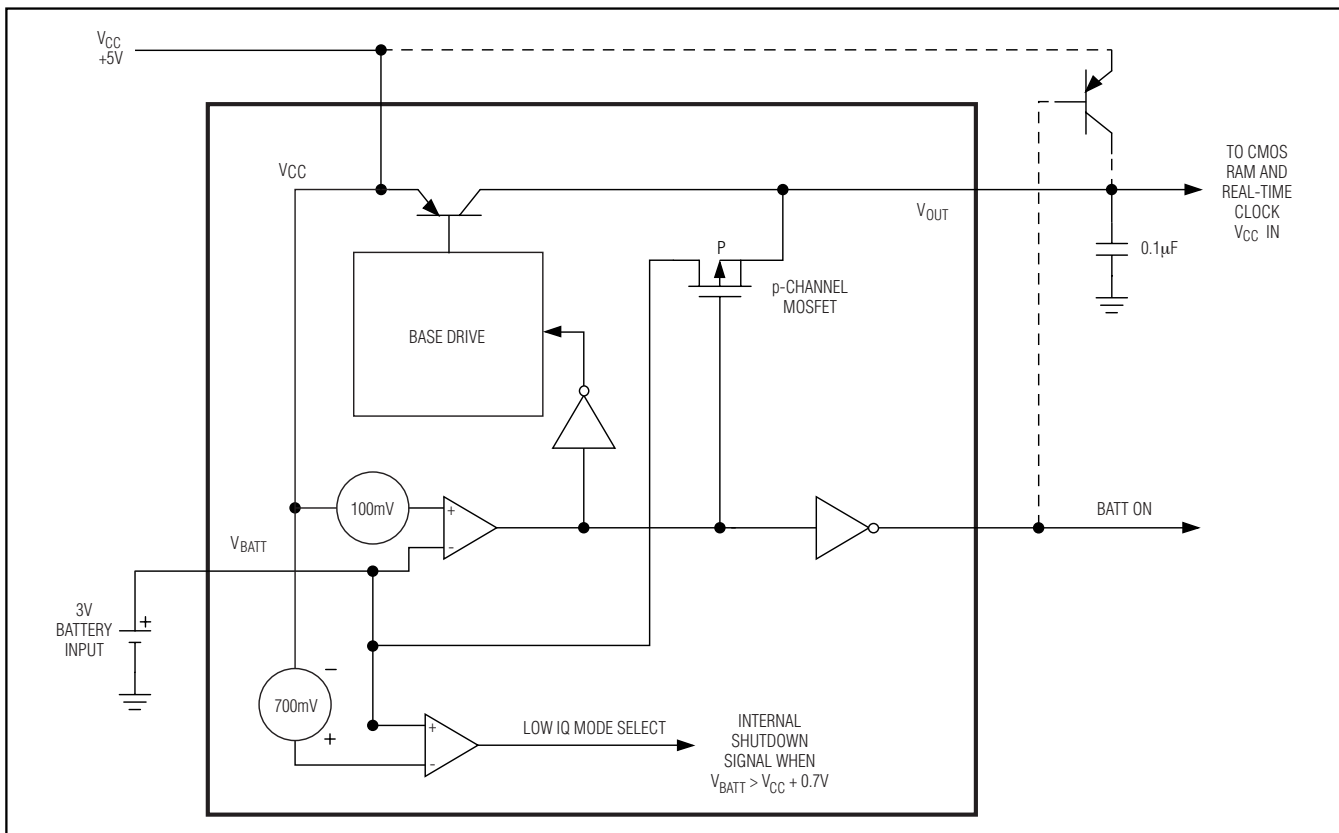 VCC
+5V
VCC
TO CMOS
RAM AND
REAL-TIME
CLOCK
VCC IN
VOUT
P
0.1µF
p-CHANNEL
MOSFET
BASE DRIVE
100mV
+
-
BATT ON
VBATT
3V
BATTERY
INPUT
+
−
700mV
+
+
-
LOW IQ MODE SELECT
INTERNAL
SHUTDOWN
SIGNAL WHEN
VBATT > VCC + 0.7V